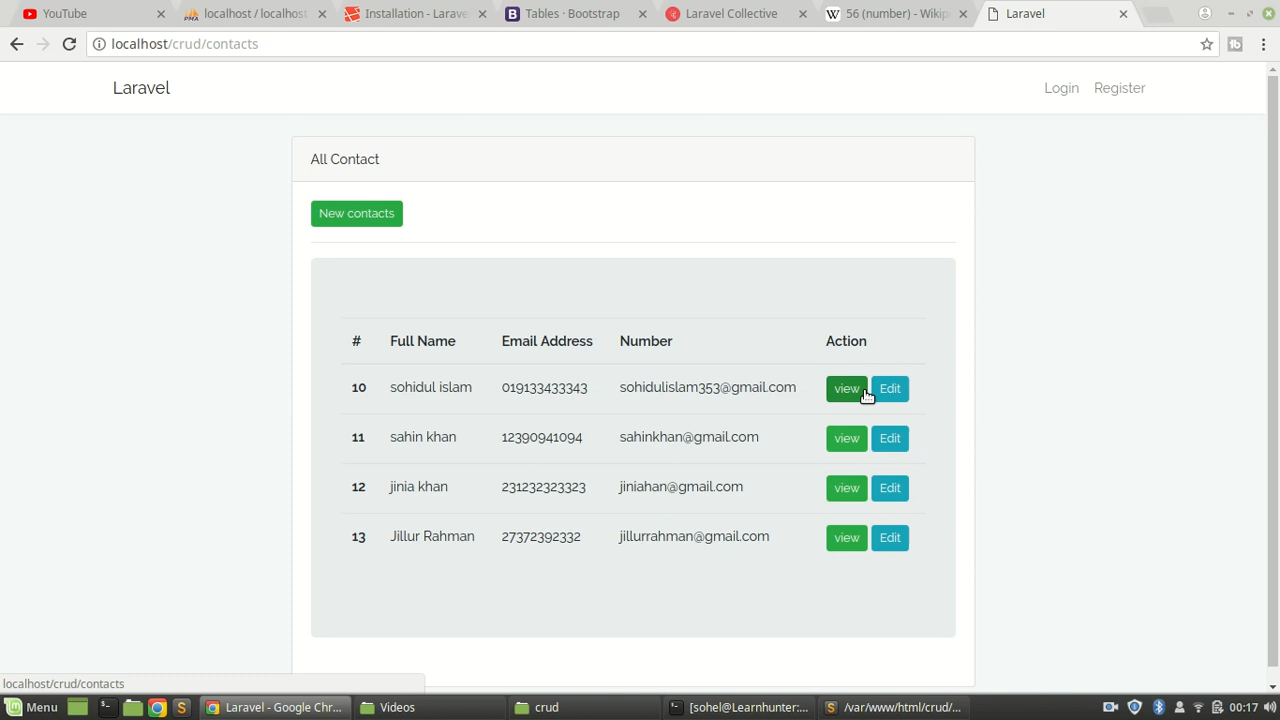 YouTube
localhost / localhost
Installation - Larave
Tables · Bootstrap
Laravel Collective
56 (number) - Wikip
Laravel
localhost/crud/contacts
Laravel
Login Register
All Contact
New contacts
# Full Name Email Address Number Action
10 sohidul islam 019133433343 sohidulislam353@gmail.com view Edit
11 sahin khan 12390941094 sahinkhan@gmail.com view Edit
12 jinia khan 231232323323 jiniahan@gmail.com view Edit
13 Jillur Rahman 27372392332 jillurrahman@gmail.com view Edit
localhost/crud/contacts
Menu
Laravel - Google Chr...
Videos
crud
[sohel@Learnhunter:...
/var/www/html/crud/...
00:17